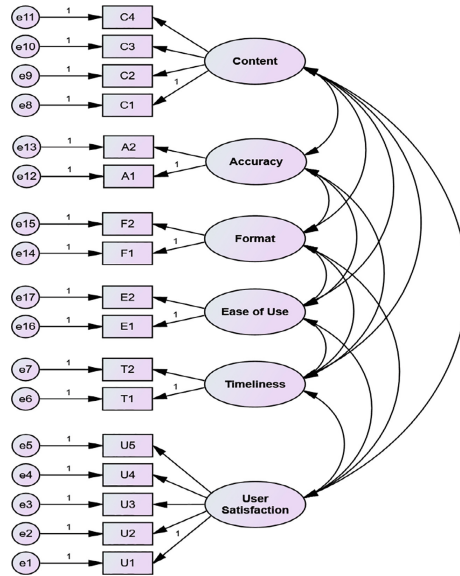 e11 1 C4
e10 1 C3
Content
e9 1 C2
e8 1 C1
1
e13 1 A2
Accuracy
e12 1 A1 1
e15 1 F2
Format
e14 1 F1 1
e17 1 E2
Ease of Use
e16 1 E1 1
e7 1 T2
Timeliness
e6 1 T1 1
e5 1 U5
e4 1 U4
e3 1 U3
User
Satisfaction
e2 1 U2
1
e1 1 U1